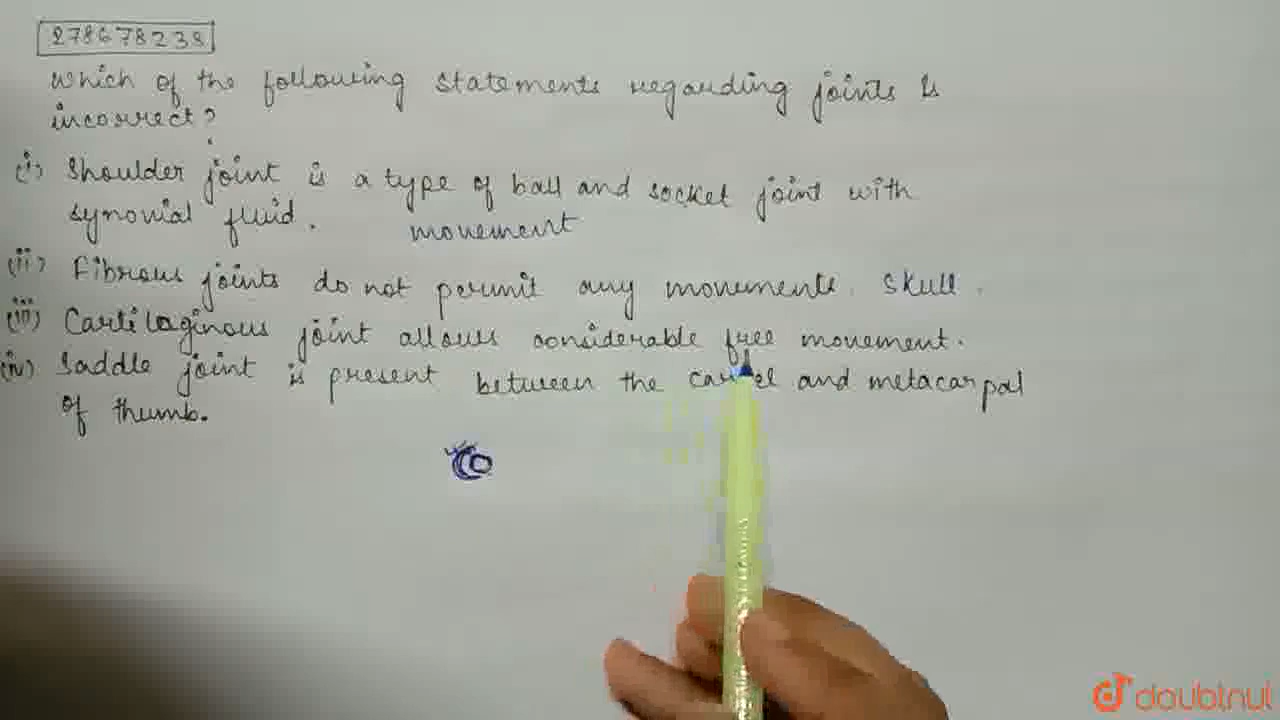 278678238
Which of the following statements regarding joints is
incorrect?
(i) Shoulder joint is a type of ball and socket joint with
synovial fluid. movement
(ii) Fibrous joints do not permit any movements. Skull.
(iii) Cartilaginous joint allows considerable free movement.
(iv) Saddle joint is present between the and metacarpal
of thumb.
doubtnut